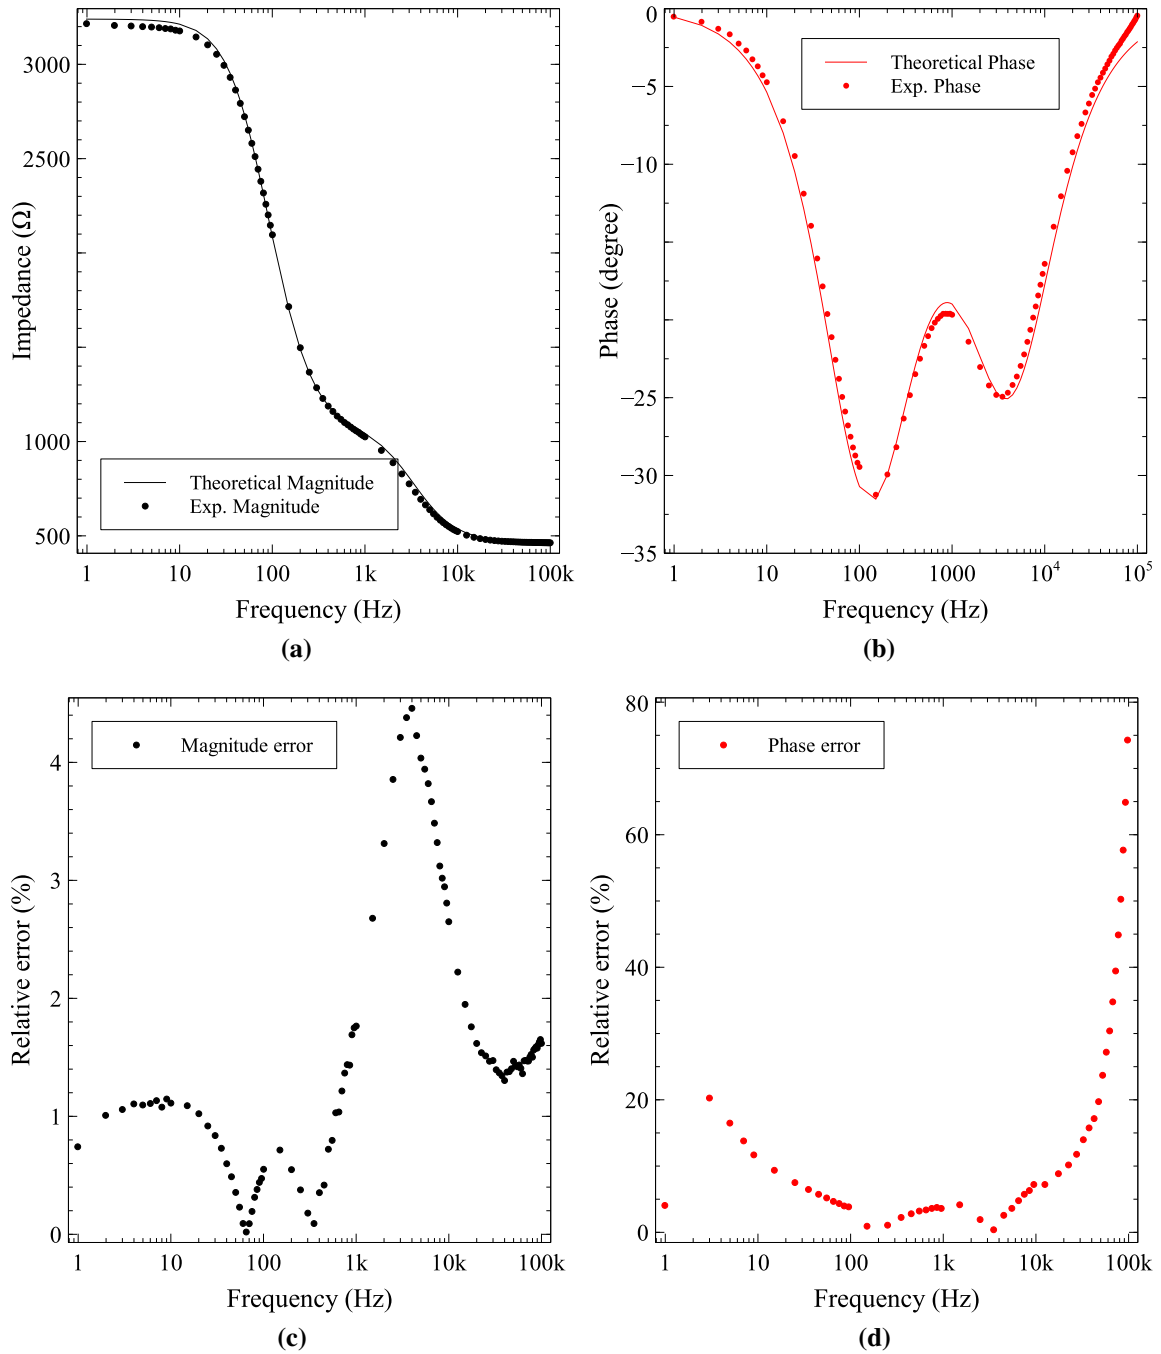 3000
2500
1000
500
Impedance (Ω)
Theoretical Magnitude
Exp. Magnitude
1 10 100 1k 10k 100k
Frequency (Hz)
(a)
0
−5
−10
−25
−30
−35
Phase (degree)
Theoretical Phase
Exp. Phase
1 10 100 1000 10⁴ 10⁵
Frequency (Hz)
(b)
4
3
2
1
0
Relative error (%)
Magnitude error
1 10 100 1k 10k 100k
Frequency (Hz)
(c)
80
60
40
20
0
Relative error (%)
Phase error
1 10 100 1k 10k 100k
Frequency (Hz)
(d)